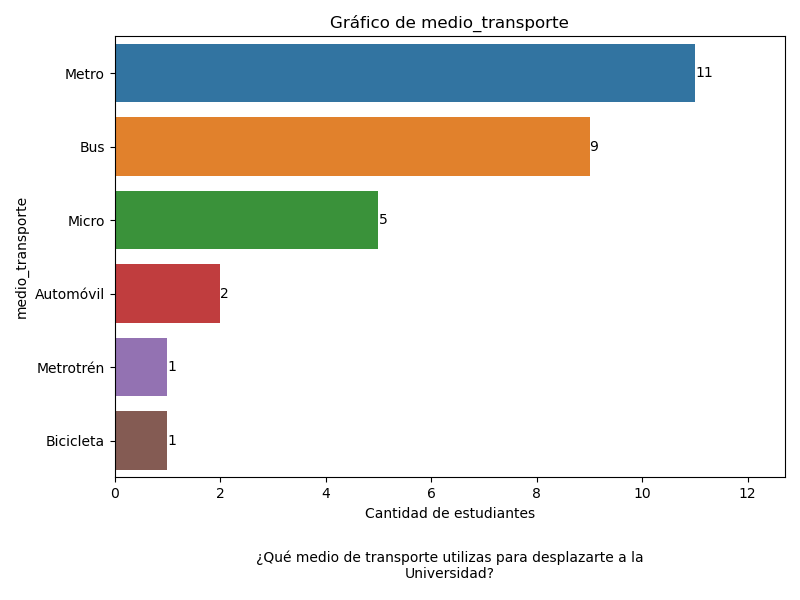 Gráfico de medio_transporte
medio_transporte
Metro
11
Bus
9
Micro
5
Automóvil
2
Metrotrén
1
Bicicleta
1
0 2 4 6 8 10 12
Cantidad de estudiantes
¿Qué medio de transporte utilizas para desplazarte a la
Universidad?